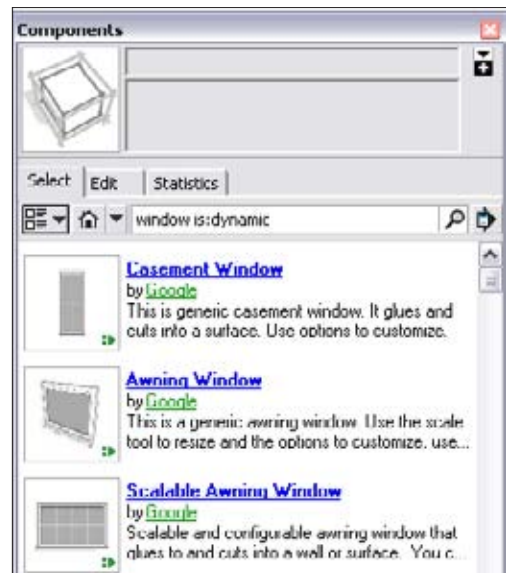 Components
Select
Edit
Statistics
window is:dynamic
Casement Window
by Google
This is generic casement window. It glues and
cuts into a surface. Use options to customize.
Awning Window
by Google
This is a generic awning window. Use the scale
tool to resize and the options to customize. use...
Scalable Awning Window
by Google
Scalable and configurable awning window that
glues to and cuts into a wall or surface. You c...